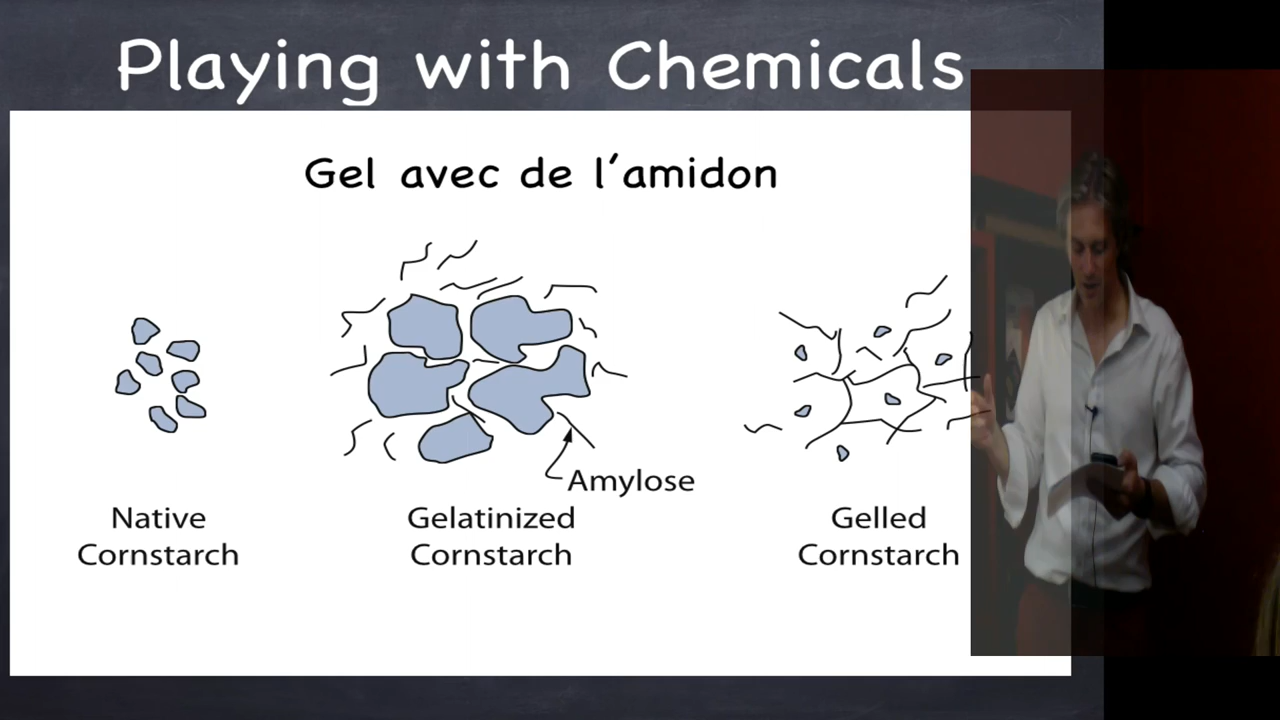 Playing with Chemicals
Gel avec de l'amidon
Amylose
Native
Cornstarch
Gelatinized
Cornstarch
Gelled
Cornstarch